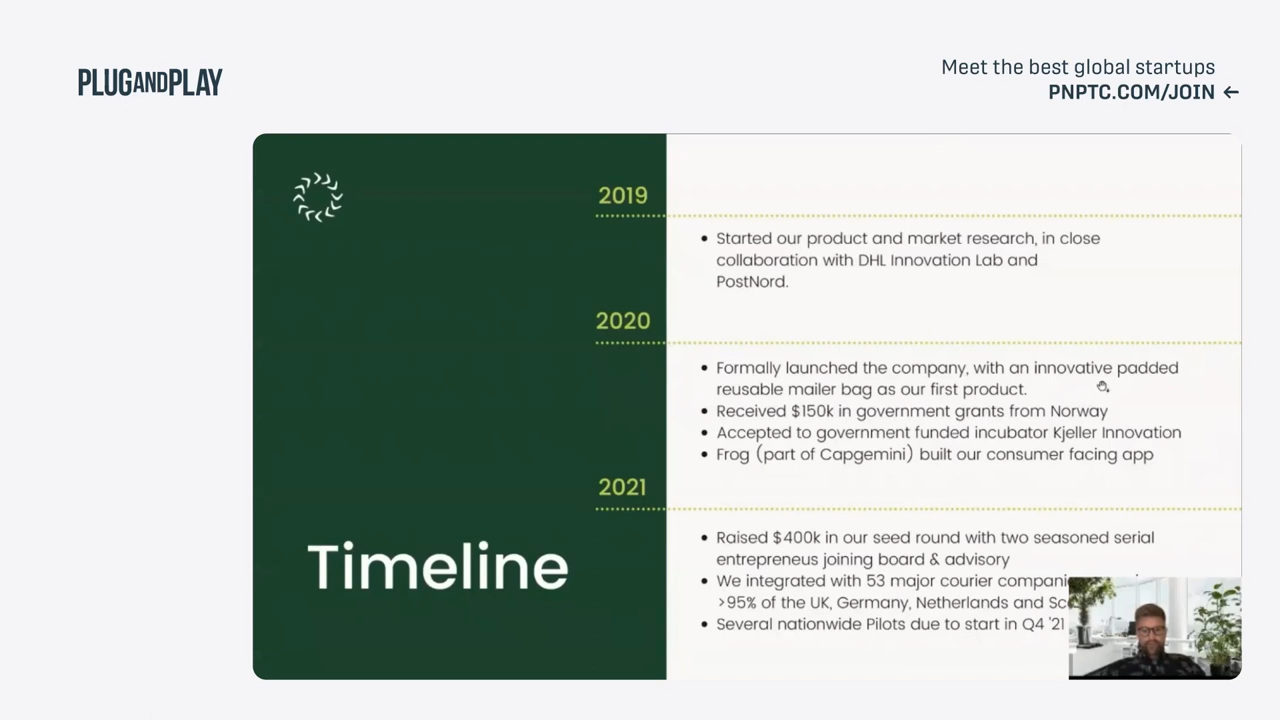 PLUGANDPLAY
Meet the best global startups
PNPTC.COM/JOIN ←
2019
• Started our product and market research, in close
collaboration with DHL Innovation Lab and
PostNord.
2020
• Formally launched the company, with an innovative padded
reusable mailer bag as our first product.
• Received $150k in government grants from Norway
• Accepted to government funded incubator Kjeller Innovation
• Frog (part of Capgemini) built our consumer facing app
2021
• Raised $400k in our seed round with two seasoned serial
entrepreneus joining board & advisory
• We integrated with 53 major courier
>95% of the UK, Germany, Netherlands and
• Several nationwide Pilots due to start in Q4 '21
Timeline